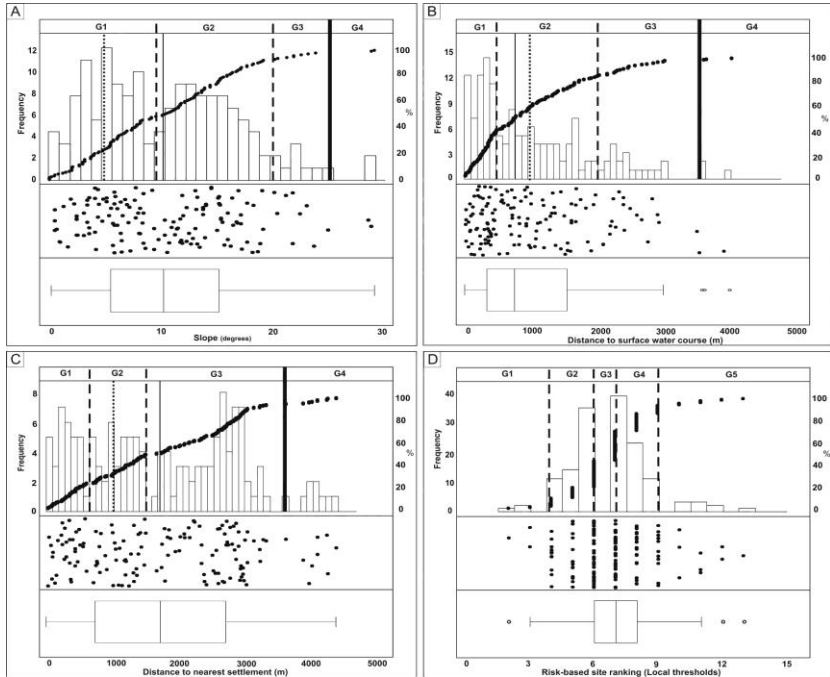 A
G1 G2 G3 G4
12
10
8
6
4
2
0
Frequency
100
80
60
40
20
0
%
0 10 20 30
Slope (degrees)
B
G1 G2 G3 G4
15
12
9
6
3
0
Frequency
100
80
60
40
20
0
%
0 1000 2000 3000 4000 5000
Distance to surface water course (m)
C
G1 G2 G3 G4
8
6
4
2
0
Frequency
100
80
60
40
20
0
%
0 1000 2000 3000 4000 5000
Distance to nearest settlement (m)
D
G1 G2 G3 G4 G5
40
30
20
10
0
Frequency
100
80
60
40
20
0
%
0 3 6 9 12 15
Risk-based site ranking (Local thresholds)